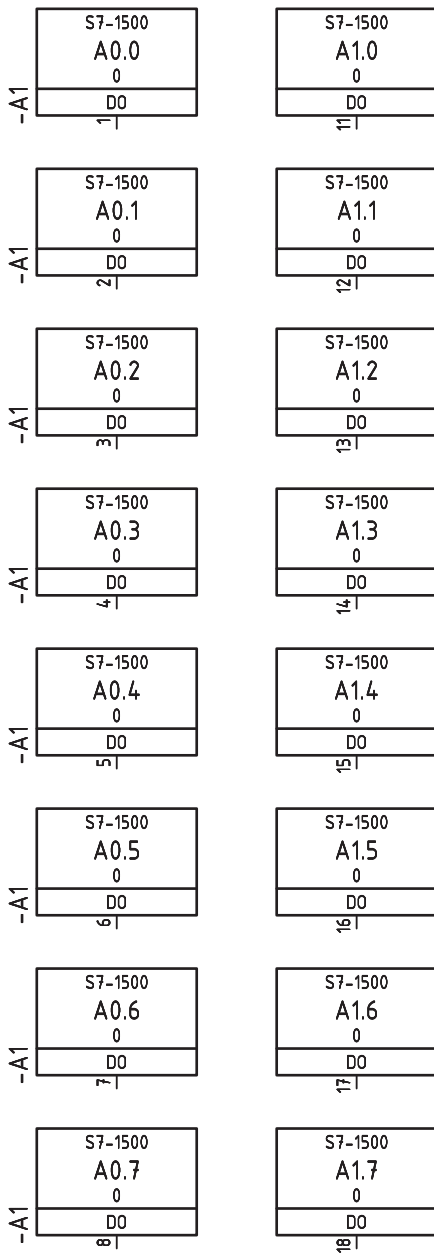 S7-1500
A0.0
0
DO
-A1
1
S7-1500
A1.0
0
DO
11
S7-1500
A0.1
0
DO
-A1
2
S7-1500
A1.1
0
DO
12
S7-1500
A0.2
0
DO
-A1
3
S7-1500
A1.2
0
DO
13
S7-1500
A0.3
0
DO
-A1
4
S7-1500
A1.3
0
DO
14
S7-1500
A0.4
0
DO
-A1
5
S7-1500
A1.4
0
DO
15
S7-1500
A0.5
0
DO
-A1
6
S7-1500
A1.5
0
DO
16
S7-1500
A0.6
0
DO
-A1
7
S7-1500
A1.6
0
DO
17
S7-1500
A0.7
0
DO
-A1
8
S7-1500
A1.7
0
DO
18